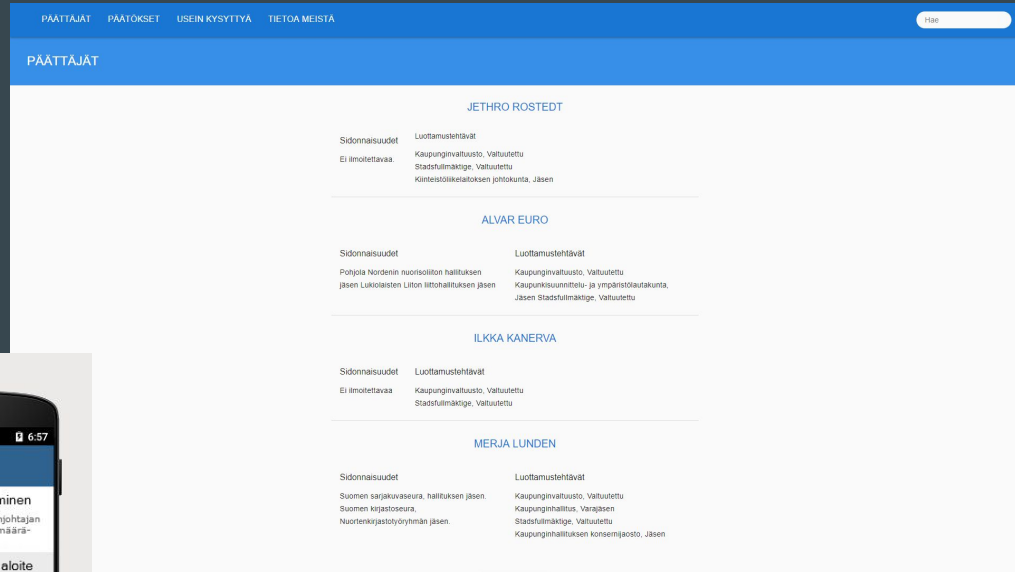 PÄÄTTÄJÄT PÄÄTÖKSET USEIN KYSYTTYÄ TIETOA MEISTÄ
Hae
PÄÄTTÄJÄT
JETHRO ROSTEDT
Sidonnaisuudet
Ei ilmoitettavaa.
Luottamustehtävät
Kaupunginvaltuusto, Valtuutettu
Stadsfullmäktige, Valtuutettu
Kiinteistöliikelaitoksen johtokunta, Jäsen
ALVAR EURO
Sidonnaisuudet
Pohjola Nordenin nuorisoliiton hallituksen
jäsen Lukiolaisten Liiton liittohallituksen jäsen
Luottamustehtävät
Kaupunginvaltuusto, Valtuutettu
Kaupunkisuunnittelu- ja ympäristölautakunta,
Jäsen Stadsfullmäktige, Valtuutettu
ILKKA KANERVA
Sidonnaisuudet
Ei ilmoitettavaa
Luottamustehtävät
Kaupunginvaltuusto, Valtuutettu
Stadsfullmäktige, Valtuutettu
MERJA LUNDEN
Sidonnaisuudet
Suomen sarjakuvaseura, hallituksen jäsen.
Suomen kirjastoseura,
Nuortenkirjastotyöryhmän jäsen.
Luottamustehtävät
Kaupunginvaltuusto, Valtuutettu
Kaupunginhallitus, Varajäsen
Stadsfullmäktige, Valtuutettu
Kaupunginhallituksen konsernijaosto, Jäsen
6:57
minen
njohtajan
määrä-
aloite